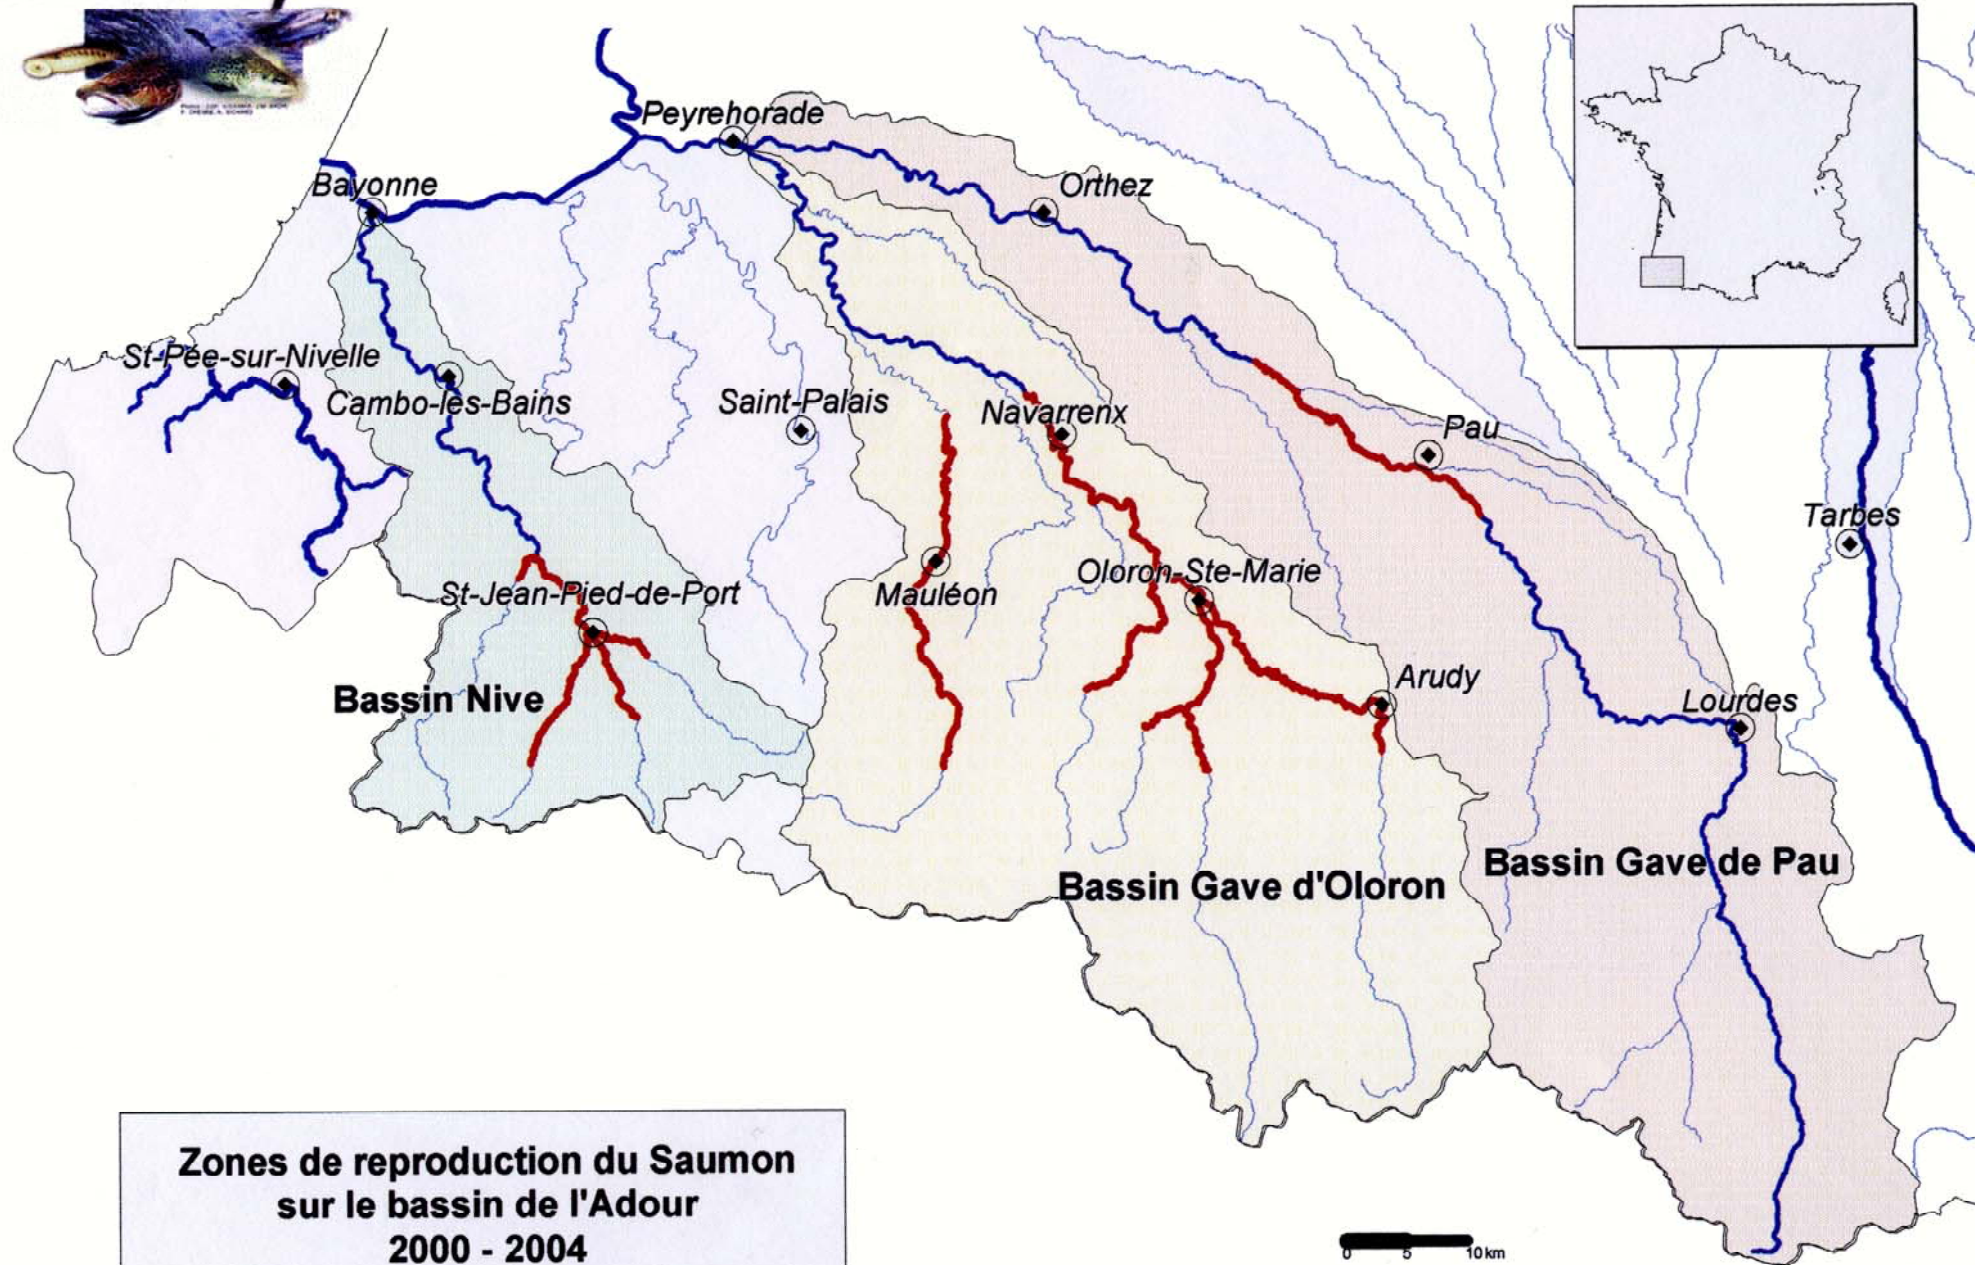 Peyrehorade
Bayonne
Orthez
St-Pée-sur-Nivelle
Cambo-les-Bains
Saint-Palais
Navarrenx
Pau
Tarbes
St-Jean-Pied-de-Port
Mauléon
Oloron-Ste-Marie
Arudy
Lourdes
Bassin Nive
Bassin Gave d'Oloron
Bassin Gave de Pau
Zones de reproduction du Saumon
sur le bassin de l'Adour
2000 - 2004
0 5 10 km